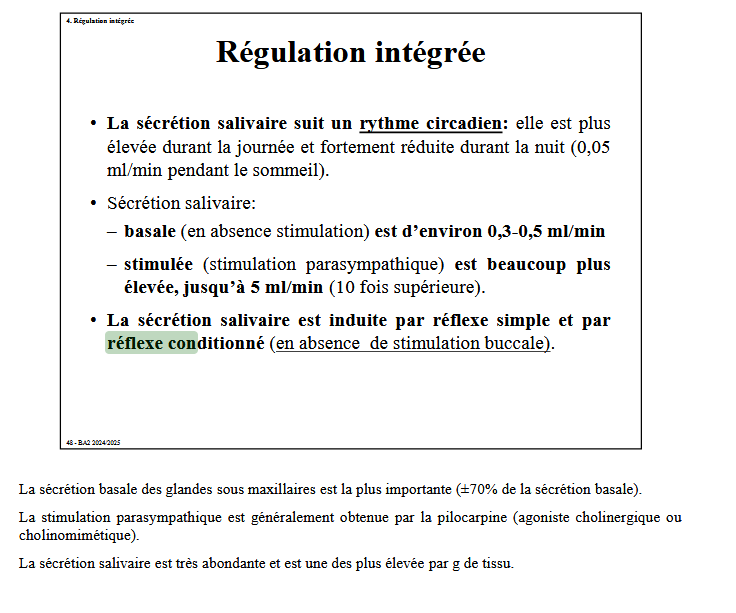 4. Régulation intégrée
Régulation intégrée
• La sécrétion salivaire suit un rythme circadien: elle est plus
élevée durant la journée et fortement réduite durant la nuit (0,05
ml/min pendant le sommeil).
• Sécrétion salivaire:
– basale (en absence stimulation) est d’environ 0,3-0,5 ml/min
– stimulée (stimulation parasympathique) est beaucoup plus
élevée, jusqu’à 5 ml/min (10 fois supérieure).
• La sécrétion salivaire est induite par réflexe simple et par
réflexe conditionné (en absence de stimulation buccale).
48 - BA2 2024/2025
La sécrétion basale des glandes sous maxillaires est la plus importante (±70% de la sécrétion basale).
La stimulation parasympathique est généralement obtenue par la pilocarpine (agoniste cholinergique ou
cholinomimétique).
La sécrétion salivaire est très abondante et est une des plus élevée par g de tissu.